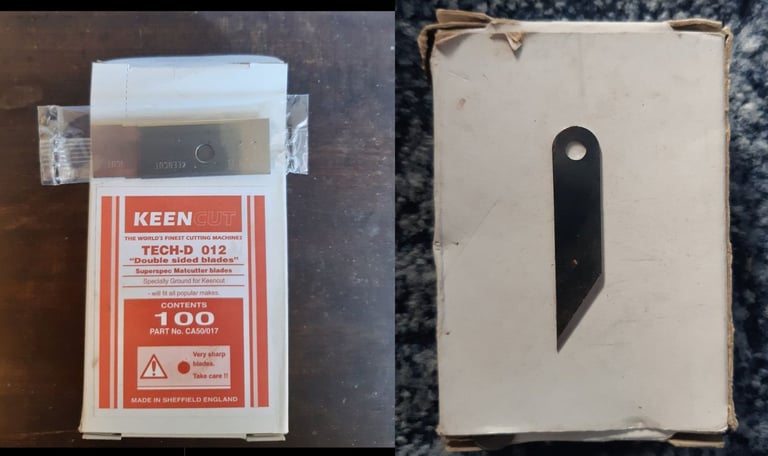 KEENCUT
KEENCUT
THE WORLD'S FINEST CUTTING MACHINES
TECH-D 012
"Double sided blades"
Superspec Matcutter blades
Specially Ground for Keencut
- will fit all popular makes.
CONTENTS
100
PART No. CA50/017
Very sharp
blades.
Take care !!
MADE IN SHEFFIELD ENGLAND